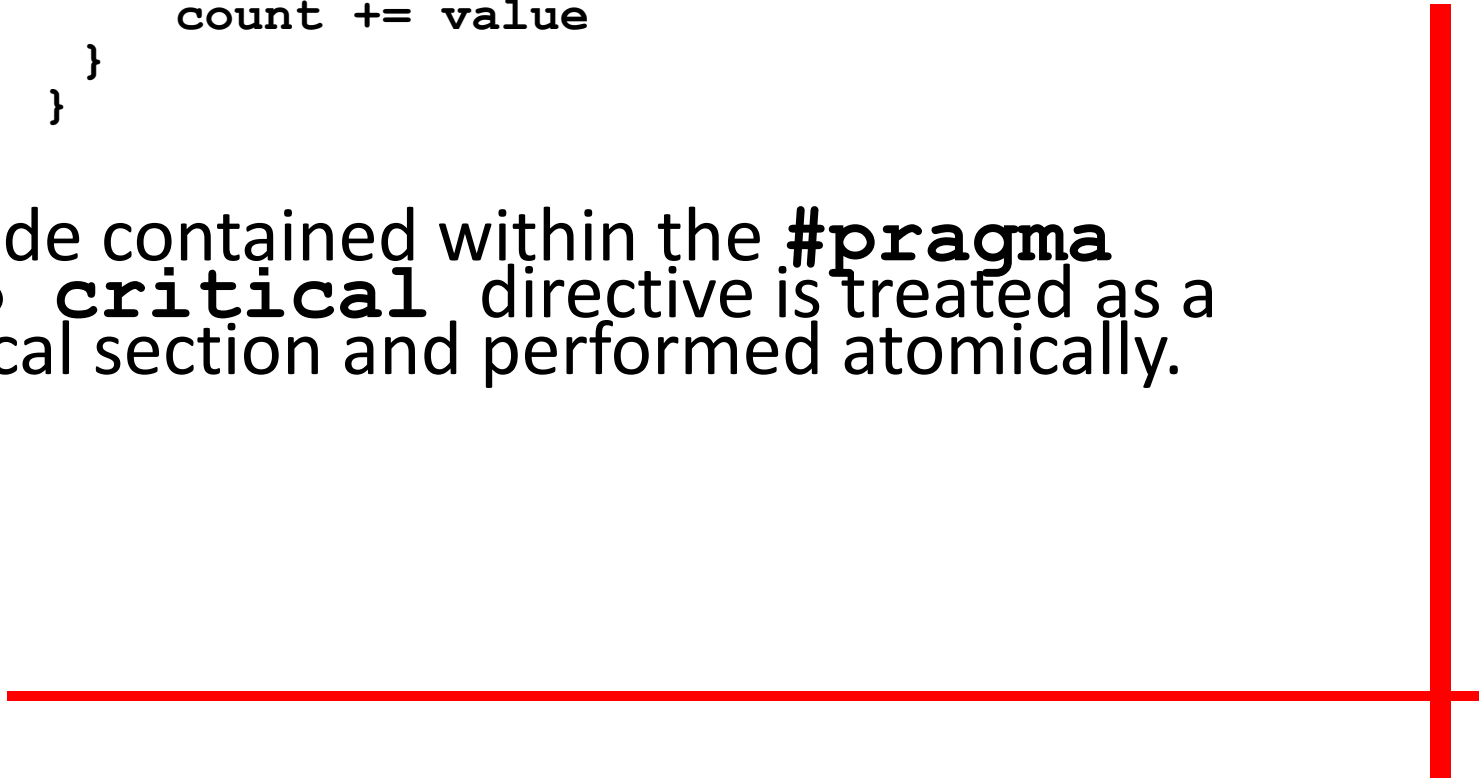 count += value
}
}
de contained within the #pragma
critical directive is treated as a
cal section and performed atomically.